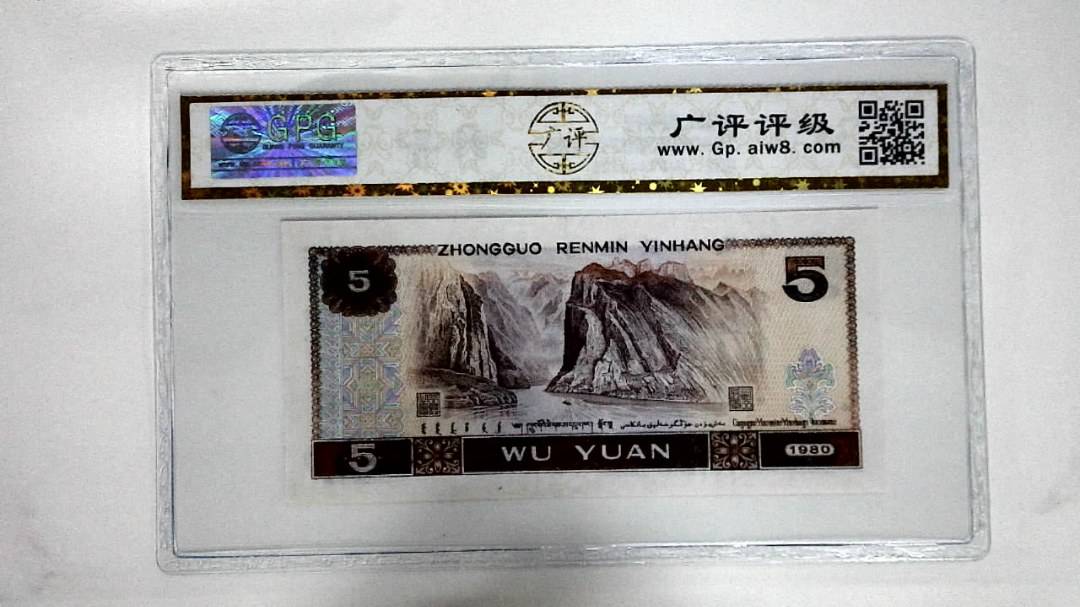 GPG
广评
广评评级
www. Gp. aiw8. com
ZHONGGUO RENMIN YINHANG
5
5
5
WU YUAN
1980